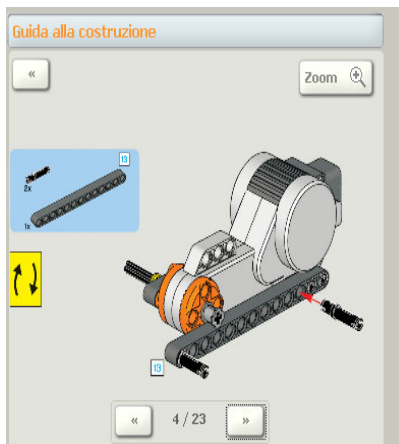 Guida alla costruzione
«
Zoom
13
2x
1x
13
« 4 / 23 »